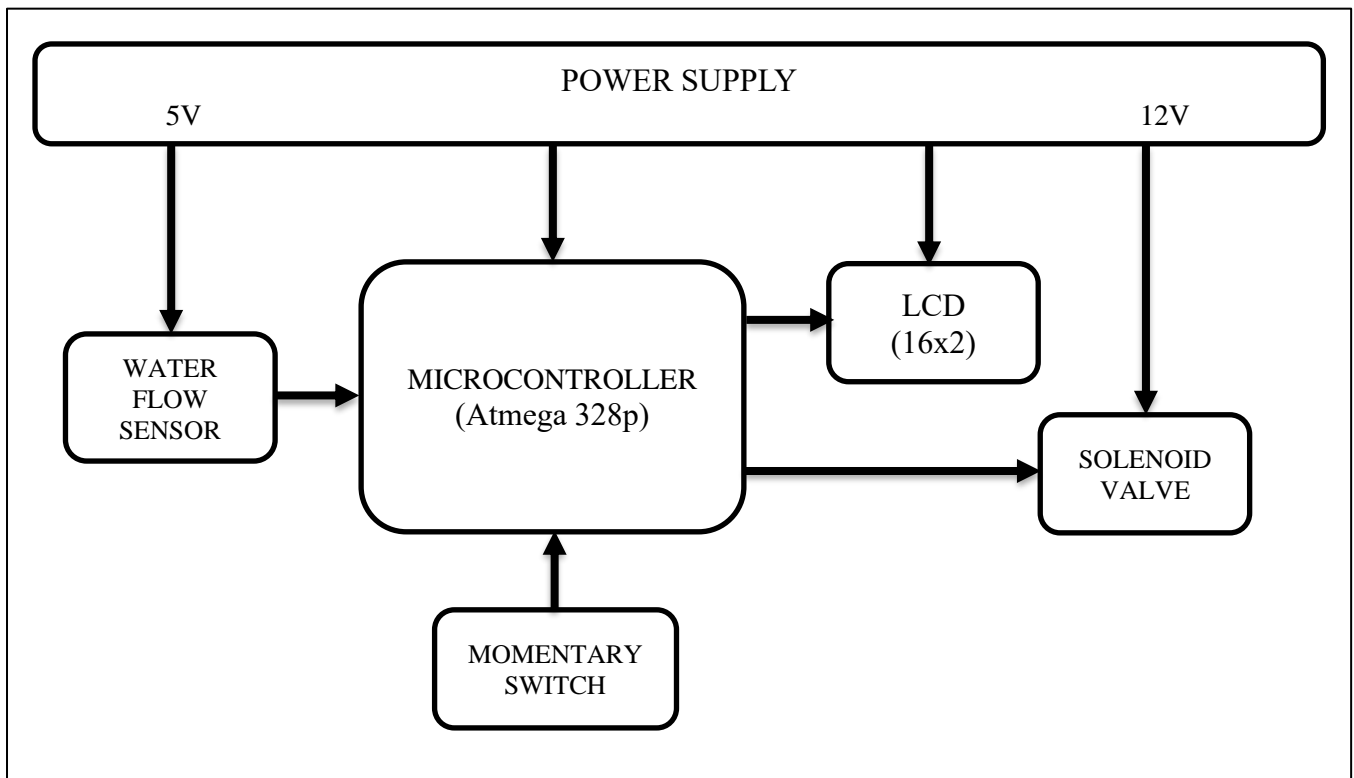 POWER SUPPLY
5V
12V
LCD
(16x2)
WATER
FLOW
SENSOR
MICROCONTROLLER
(Atmega 328p)
SOLENOID
VALVE
MOMENTARY
SWITCH